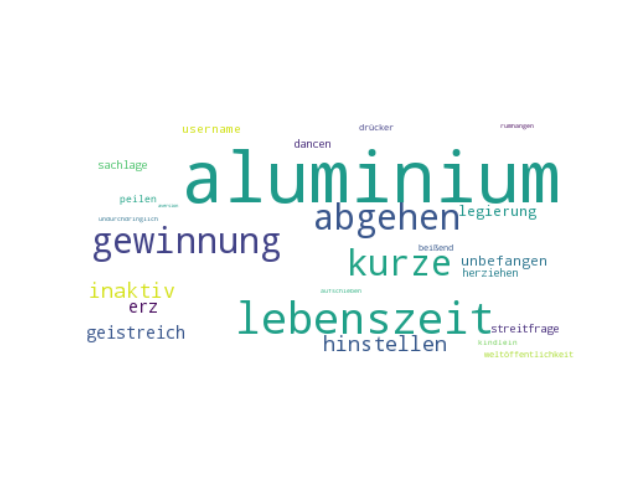 username
drücker
rumhängen
dancen
sachlage
aluminium
peilen
abgehen
legierung
undurchdringlich
gewinnung
beißend
kurze
unbefangen
herziehen
inaktiv
aufschieben
erz
lebenszeit
geistreich
streitfrage
hinstellen
kindlein
weltöffentlichkeit